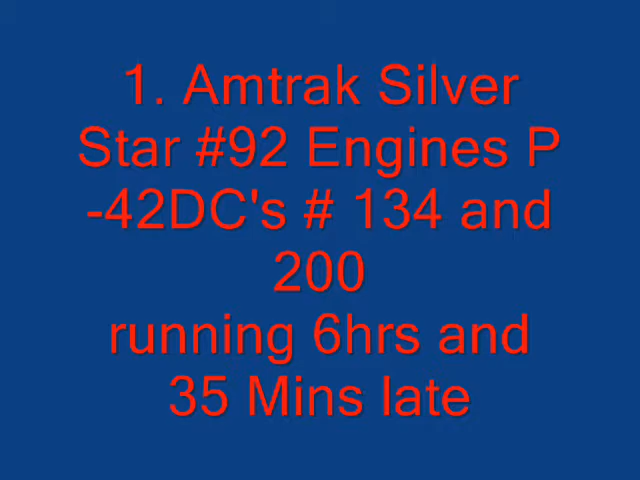 1. Amtrak Silver
Star #92 Engines P
-42DC's # 134 and
200
running 6hrs and
35 Mins late